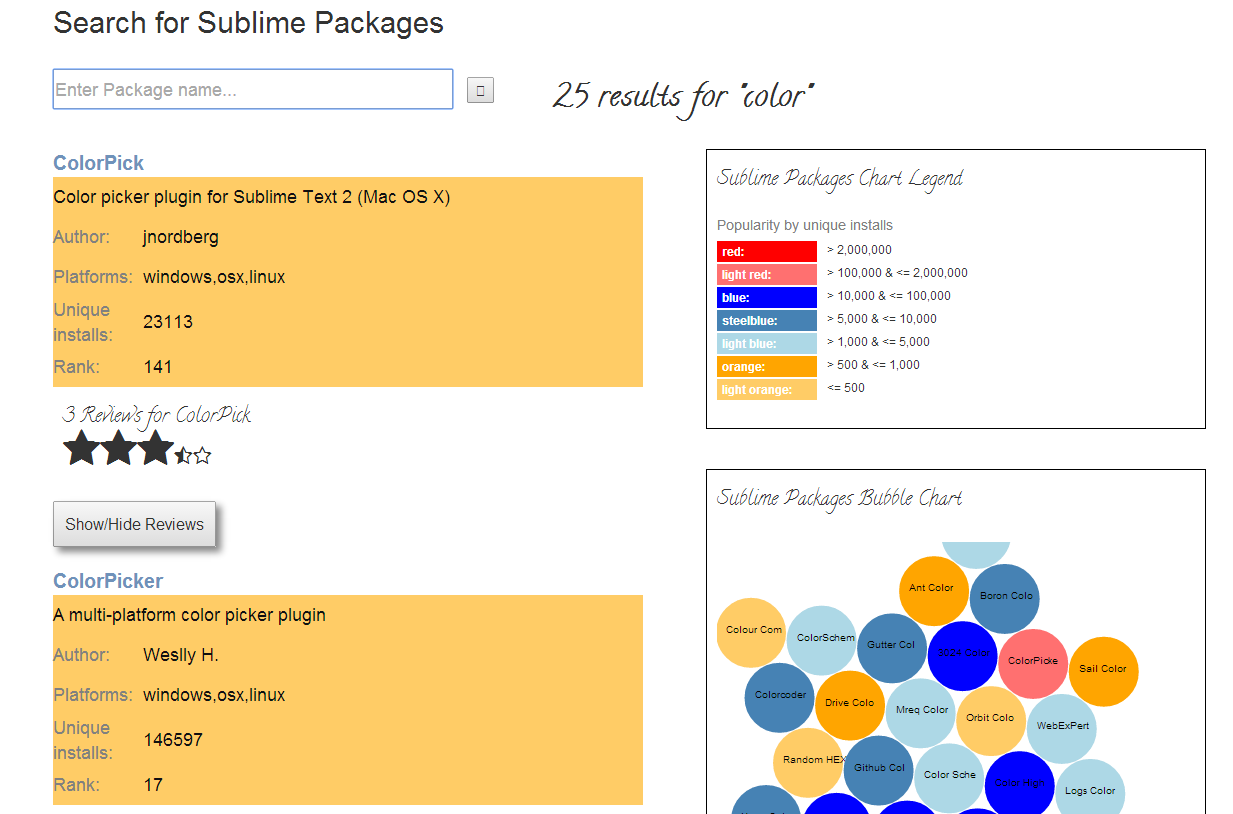 Search for Sublime Packages
Enter Package name...
25 results for "color"
ColorPick
Color picker plugin for Sublime Text 2 (Mac OS X)
Author: jnordberg
Platforms: windows,osx,linux
Unique installs: 23113
Rank: 141
3 Reviews for ColorPick
Show/Hide Reviews
ColorPicker
A multi-platform color picker plugin
Author: Weslly H.
Platforms: windows,osx,linux
Unique installs: 146597
Rank: 17
Sublime Packages Chart Legend
Popularity by unique installs
red: > 2,000,000
light red: > 100,000 & <= 2,000,000
blue: > 10,000 & <= 100,000
steelblue: > 5,000 & <= 10,000
light blue: > 1,000 & <= 5,000
orange: > 500 & <= 1,000
light orange: <= 500
Sublime Packages Bubble Chart
Ant Color
Boron Colo
Colour Com
ColorSchem
Gutter Col
Color
ColorPicke
Sail Color
Colorcoder
Drive Colo
Mreq Color
Orbit Colo
WebExPert
Random HEX
Github Col
Color Sche
Color High
Logs Color